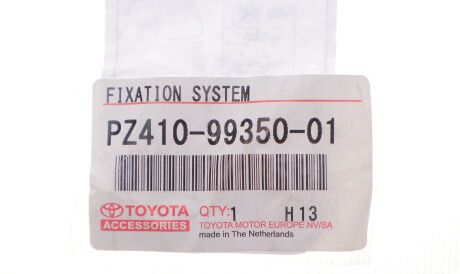 FIXATION SYSTEM
PZ410-99350-01
TOYOTA QTY: 1 H13
ACCESSORIES TOYOTA MOTOR EUROPE NV/SA
made in The Netherlands